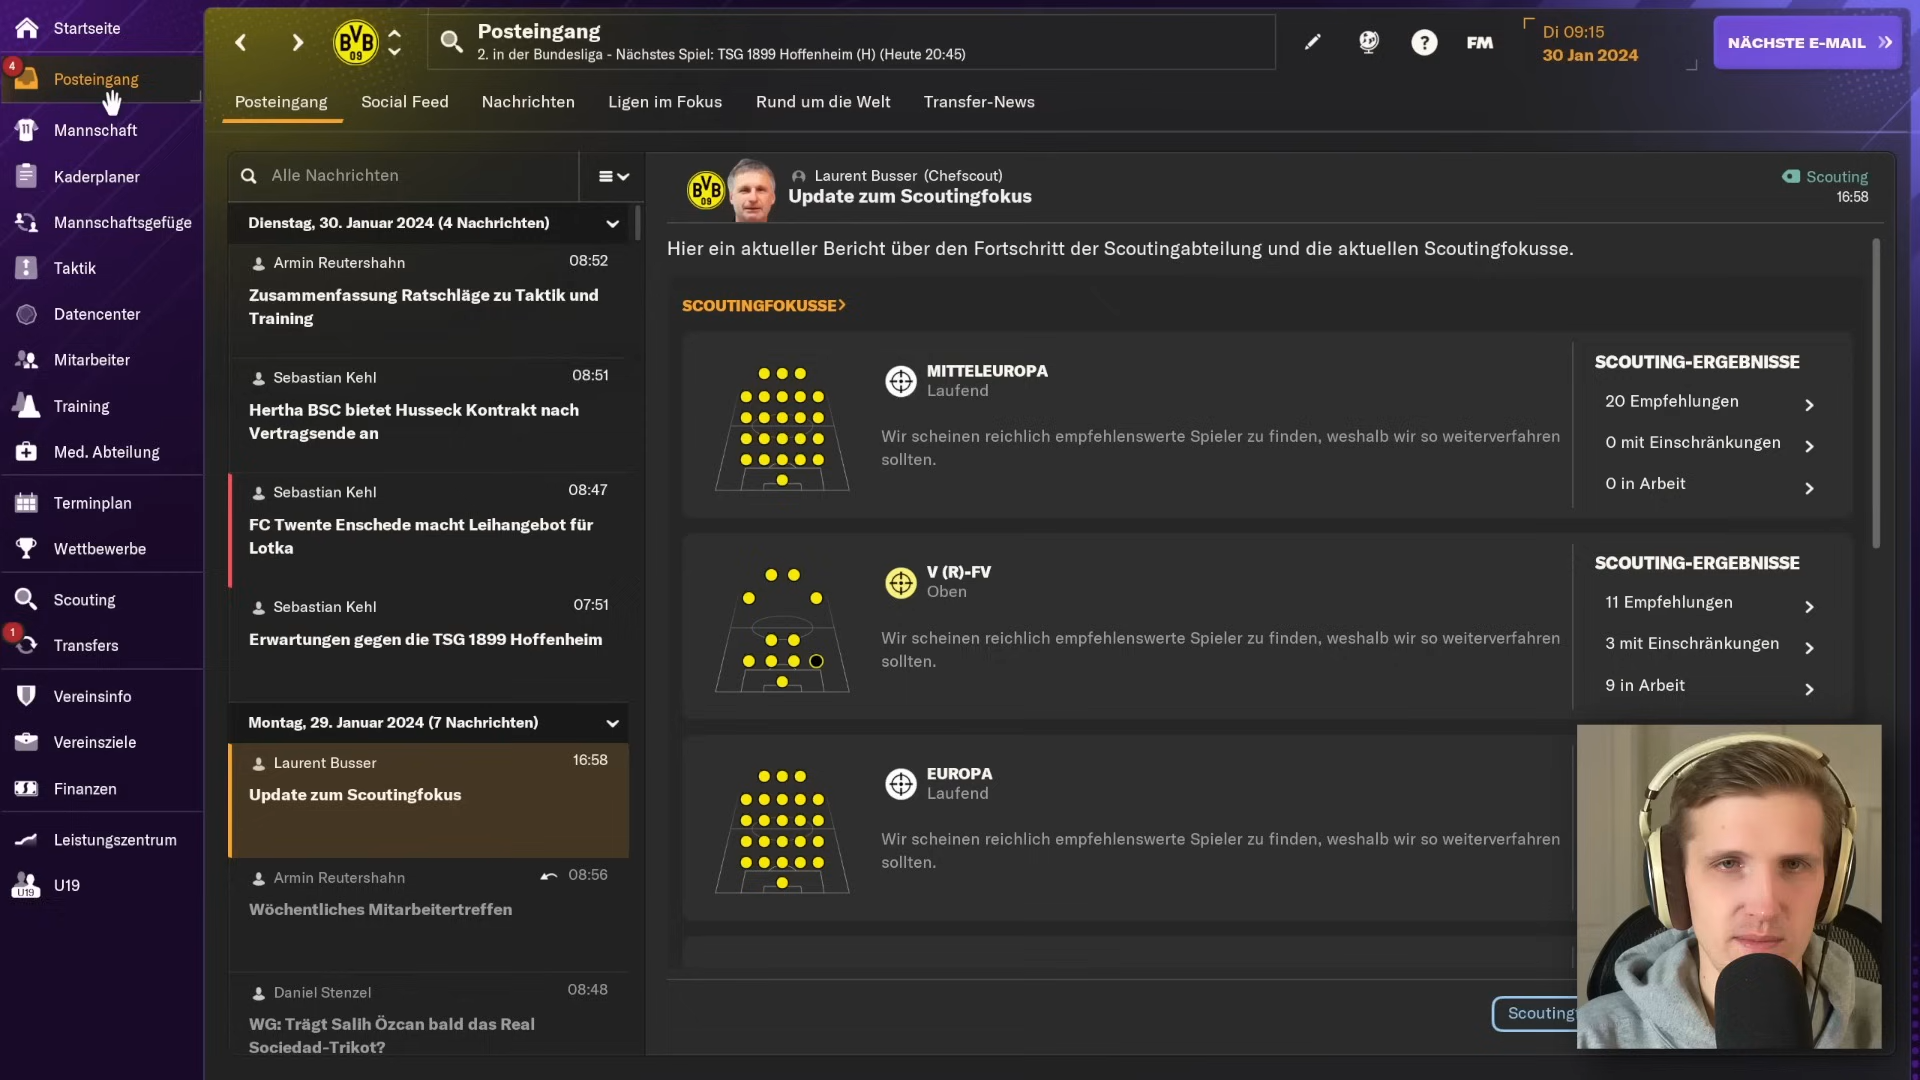 Startseite
4
Posteingang
Mannschaft
Kaderplaner
Mannschaftsgefüge
Taktik
Datencenter
Mitarbeiter
Training
Med. Abteilung
Terminplan
Wettbewerbe
Scouting
1
Transfers
Vereinsinfo
Vereinsziele
Finanzen
Leistungszentrum
U19
U19
BVB
09
Posteingang
2. in der Bundesliga - Nächstes Spiel: TSG 1899 Hoffenheim (H) (Heute 20:45)
?
FM
Di 09:15
30 Jan 2024
NÄCHSTE E-MAIL
Posteingang
Social Feed
Nachrichten
Ligen im Fokus
Rund um die Welt
Transfer-News
Alle Nachrichten
Dienstag, 30. Januar 2024 (4 Nachrichten)
Armin Reutershahn 08:52
Zusammenfassung Ratschläge zu Taktik und
Training
Sebastian Kehl 08:51
Hertha BSC bietet Husseck Kontrakt nach
Vertragsende an
Sebastian Kehl 08:47
FC Twente Enschede macht Leihangebot für
Lotka
Sebastian Kehl 07:51
Erwartungen gegen die TSG 1899 Hoffenheim
Montag, 29. Januar 2024 (7 Nachrichten)
Laurent Busser 16:58
Update zum Scoutingfokus
Armin Reutershahn 08:56
Wöchentliches Mitarbeitertreffen
Daniel Stenzel 08:48
WG: Trägt Salih Özcan bald das Real
Sociedad-Trikot?
BVB
09
Laurent Busser (Chefscout)
Update zum Scoutingfokus
Scouting
16:58
Hier ein aktueller Bericht über den Fortschritt der Scoutingabteilung und die aktuellen Scoutingfokusse.
SCOUTINGFOKUSSE>
MITTELEUROPA
Laufend
Wir scheinen reichlich empfehlenswerte Spieler zu finden, weshalb wir so weiterverfahren
sollten.
SCOUTING-ERGEBNISSE
20 Empfehlungen
0 mit Einschränkungen
0 in Arbeit
V (R)-FV
Oben
Wir scheinen reichlich empfehlenswerte Spieler zu finden, weshalb wir so weiterverfahren
sollten.
SCOUTING-ERGEBNISSE
11 Empfehlungen
3 mit Einschränkungen
9 in Arbeit
EUROPA
Laufend
Wir scheinen reichlich empfehlenswerte Spieler zu finden, weshalb wir so weiterverfahren
sollten.
Scouting